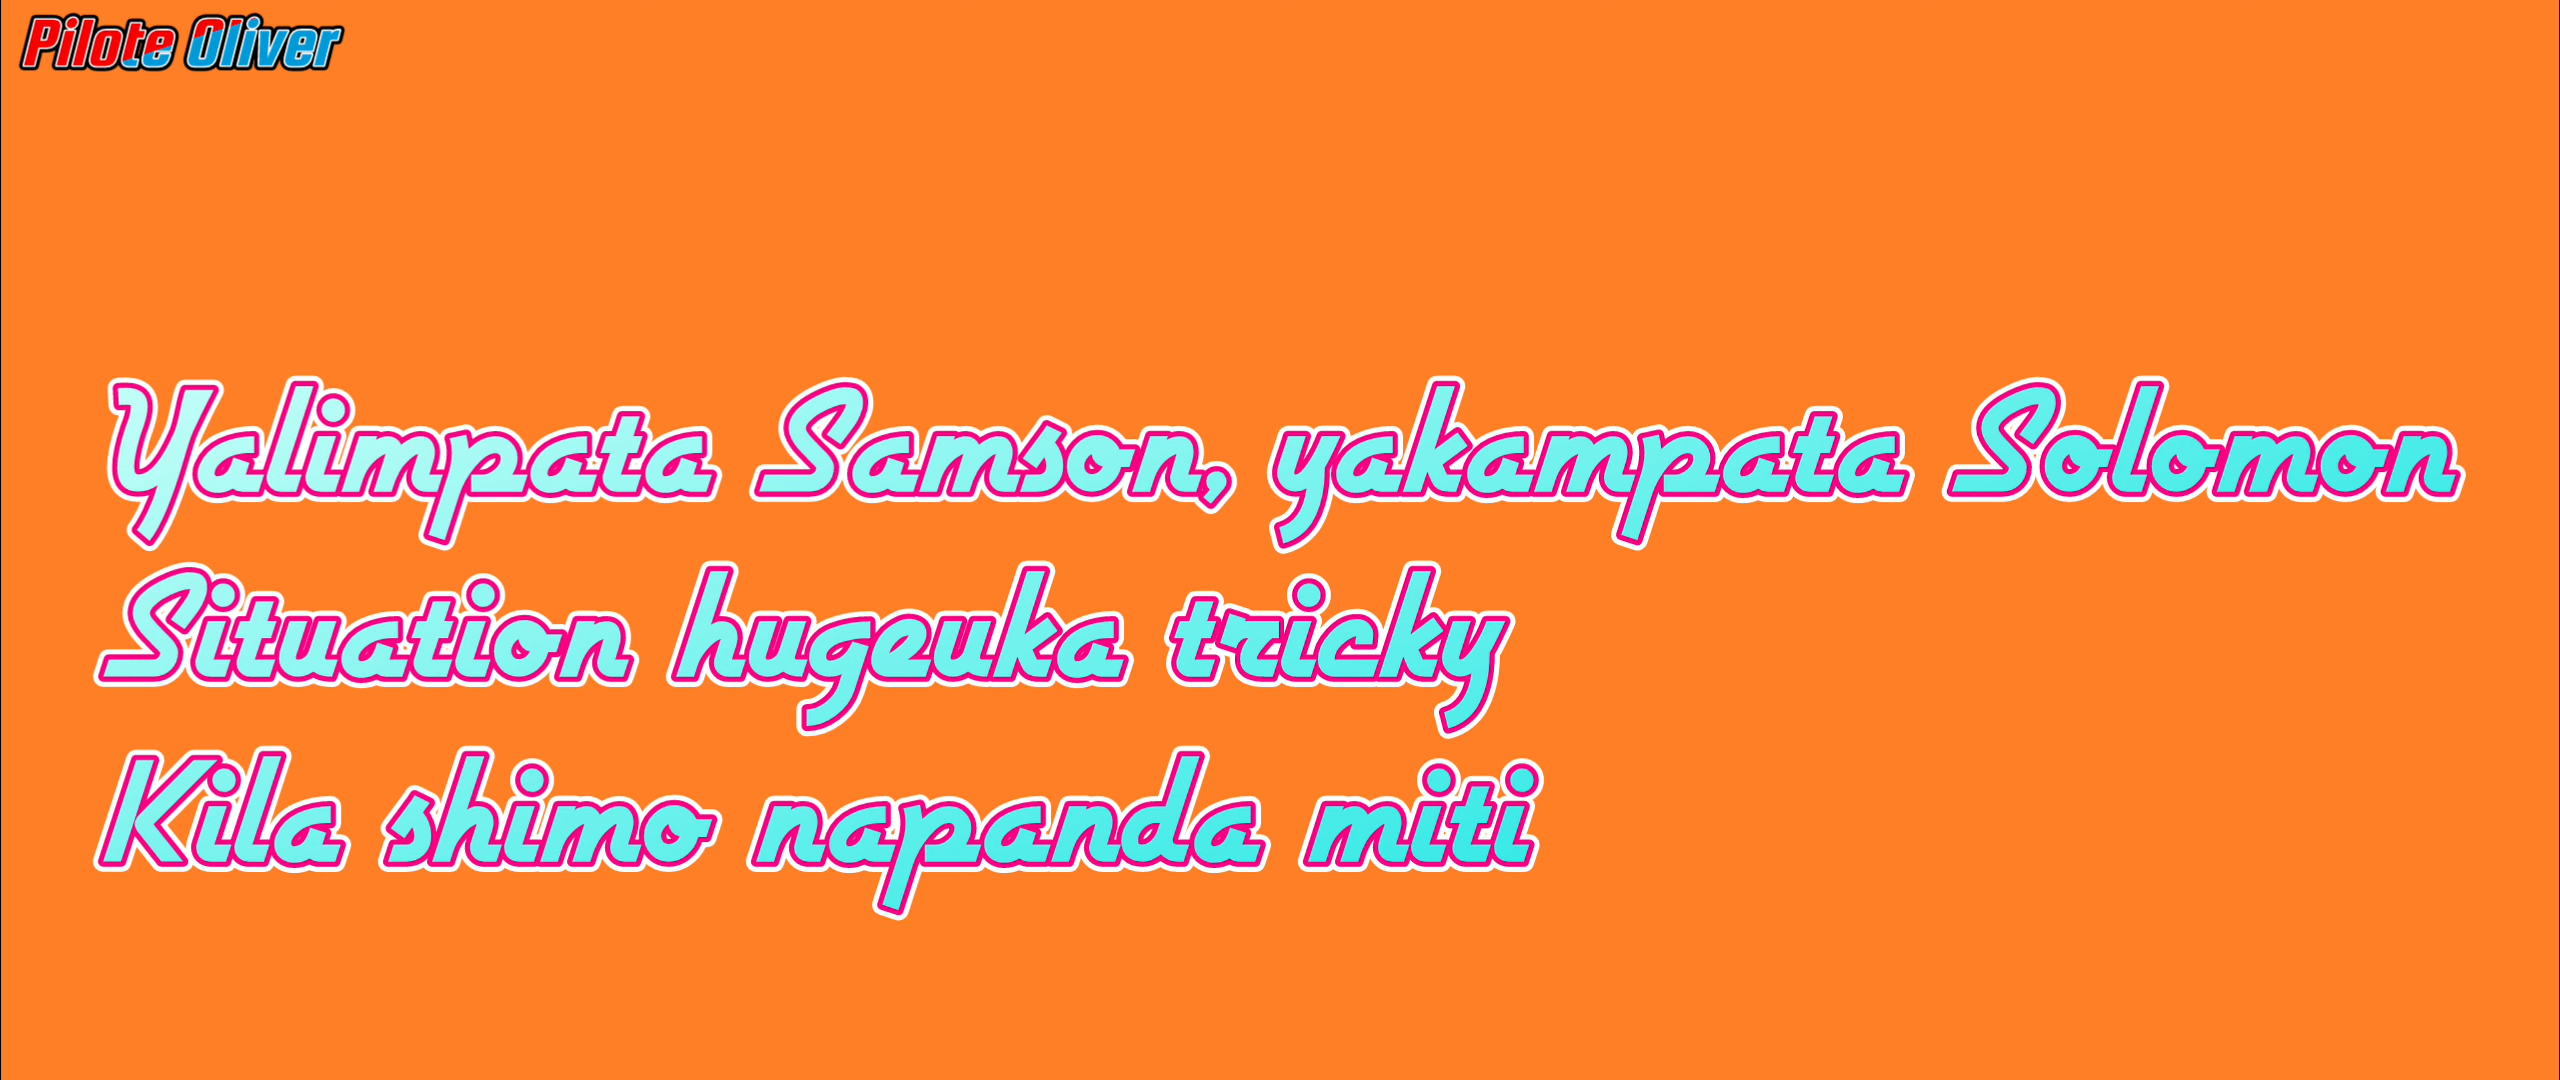 Pilote Oliver
Yalimpata Samson, yakampata Solomon
Situation hugeuka tricky
Kila shimo napanda miti